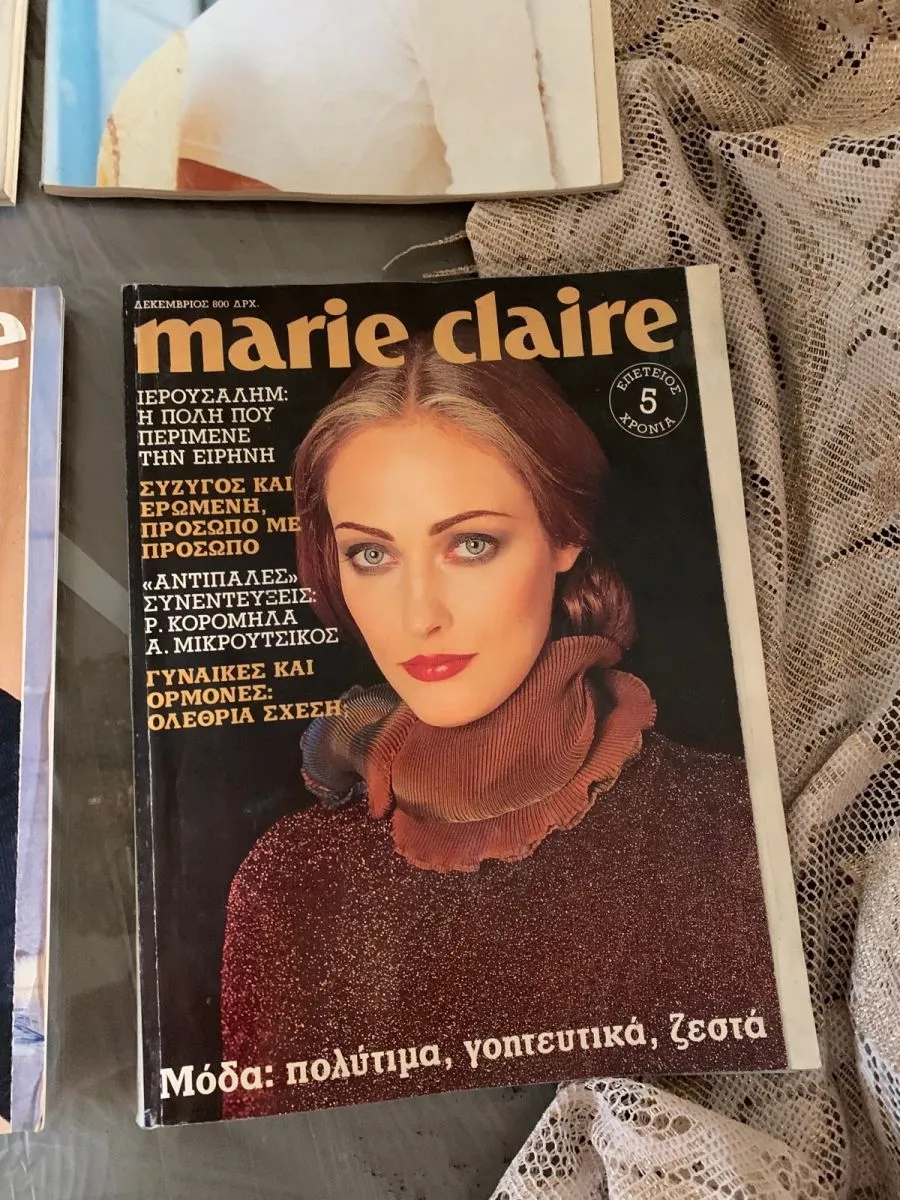 e
ΔΕΚΕΜΒΡΙΟΣ 800 ΔΡΧ.
marie claire
ΕΠΕΤΕΙΟΣ
5
ΧΡΟΝΙΑ
ΙΕΡΟΥΣΑΛΗΜ:
Η ΠΟΛΗ ΠΟΥ
ΠΕΡΙΜΕΝΕ
ΤΗΝ ΕΙΡΗΝΗ
ΣΥΖΥΓΟΣ ΚΑΙ
ΕΡΩΜΕΝΗ,
ΠΡΟΣΩΠΟ ΜΕ
ΠΡΟΣΩΠΟ
«ΑΝΤΙΠΑΛΕΣ»
ΣΥΝΕΝΤΕΥΞΕΙΣ:
Ρ. ΚΟΡΟΜΗΛΑ
Α. ΜΙΚΡΟΥΤΣΙΚΟΣ
ΓΥΝΑΙΚΕΣ ΚΑΙ
ΟΡΜΟΝΕΣ:
ΟΛΕΘΡΙΑ ΣΧΕΣΗ;
Μόδα: πολύτιμα, γοητευτικά, ζεστά